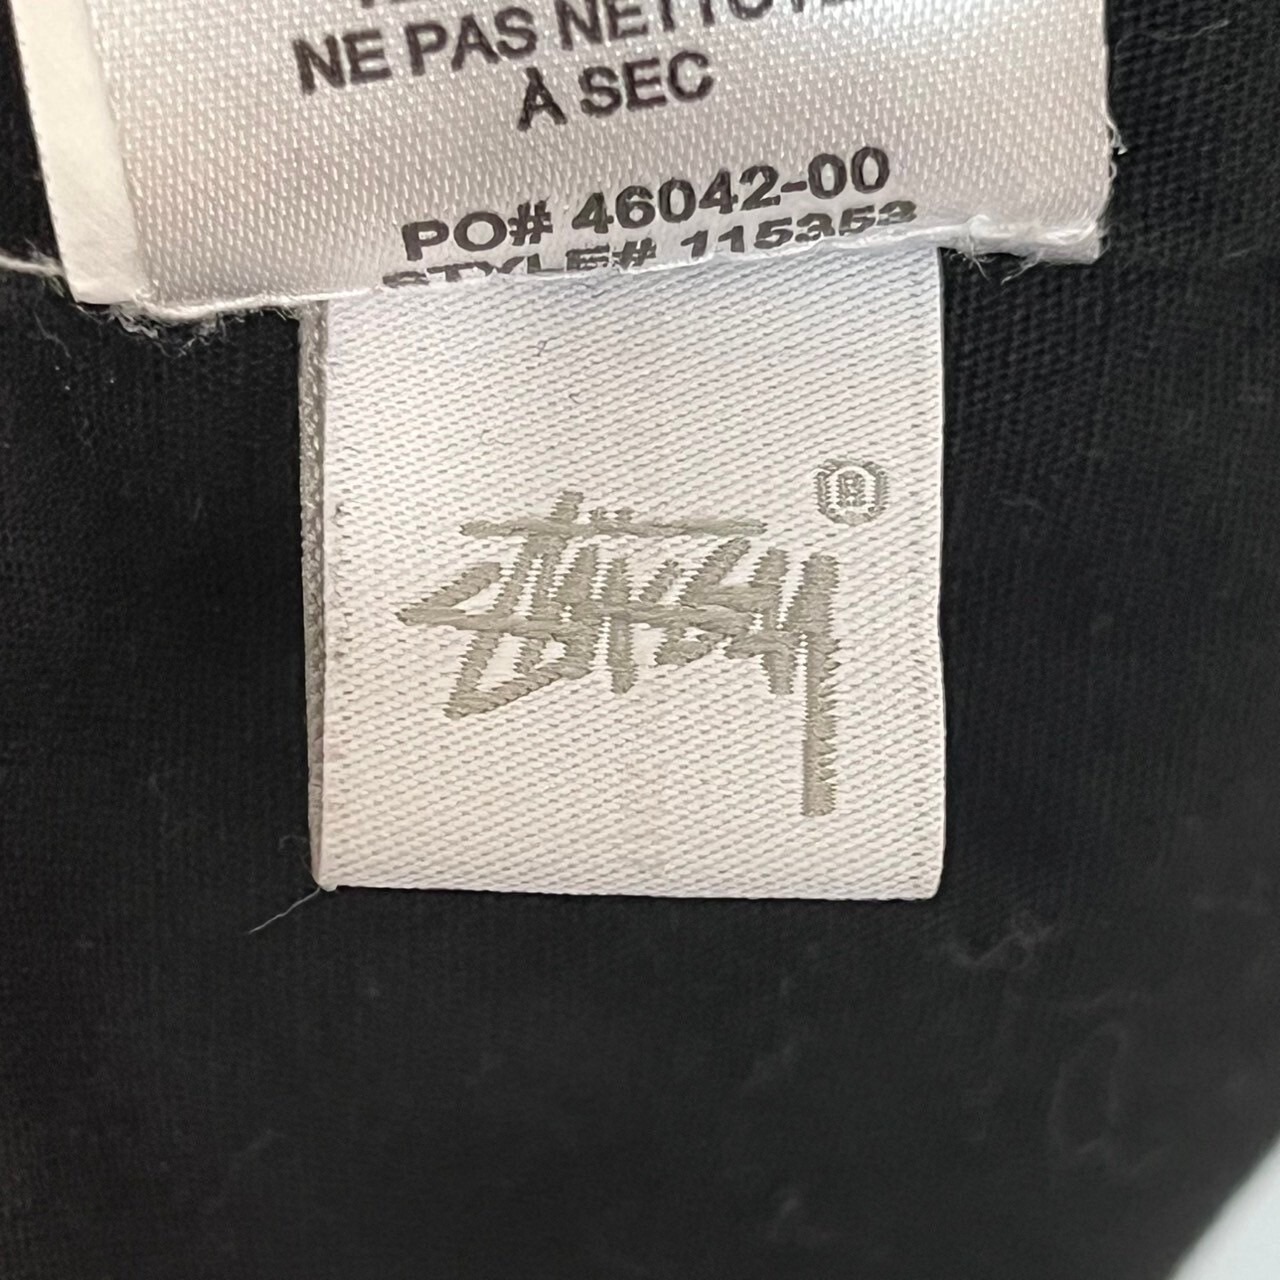 NE PAS NETTOYER
À SEC
PO# 46042-00
STYLE# 115353
STÜSSY ®